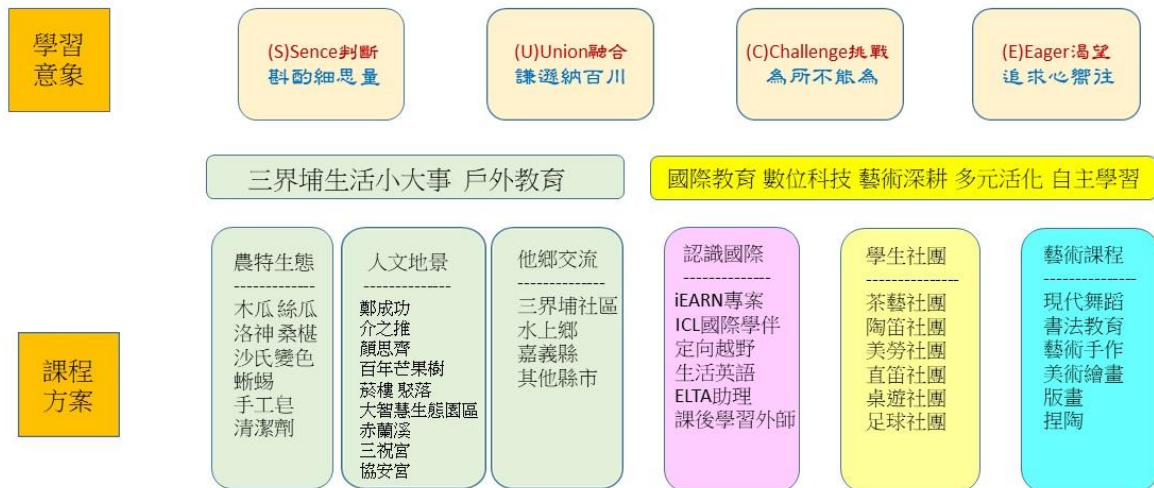 學習
意象
(S)Sence判斷
斟酌細思量
(U)Union融合
謙遜納百川
(C)Challenge挑戰
為所不能為
(E)Eager渴望
追求心嚮往
三界埔生活小大事 戶外教育
國際教育 數位科技 藝術深耕 多元活化 自主學習
課程
方案
農特生態
-------------
木瓜 絲瓜
洛神 桑椹
沙氏變色
蜥蜴
手工皂
清潔劑
人文地景
--------------
鄭成功
介之推
顏思齊
百年芒果樹
菸樓 聚落
大智慧生態園區
赤蘭溪
三祝宮
協安宮
他鄉交流
--------------
三界埔社區
水上鄉
嘉義縣
其他縣市
認識國際
--------------
iEARN專案
ICL國際學伴
定向越野
生活英語
ELTA助理
課後學習外師
學生社團
---------------
茶藝社團
陶笛社團
美勞社團
直笛社團
桌遊社團
足球社團
藝術課程
---------------
現代舞蹈
書法教育
藝術手作
美術繪畫
版畫
捏陶